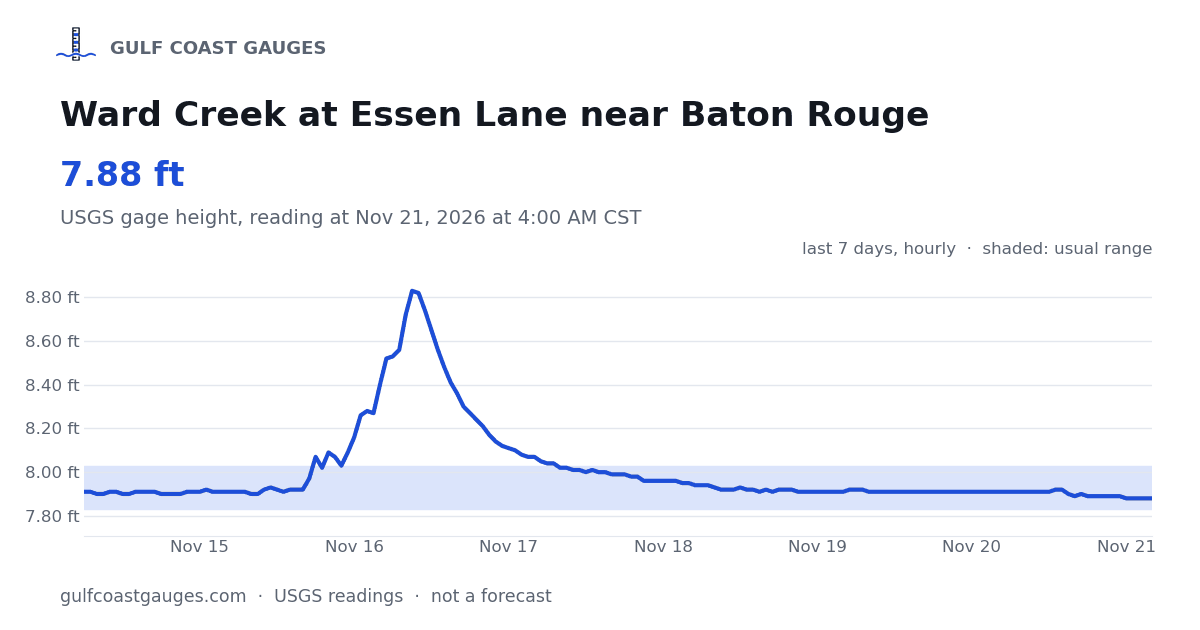 GULF COAST GAUGES
Ward Creek at Essen Lane near Baton Rouge
7.88 ft
USGS gage height, reading at Nov 21, 2026 at 4:00 AM CST
last 7 days, hourly · shaded: usual range
8.80 ft
8.60 ft
8.40 ft
8.20 ft
8.00 ft
7.80 ft
Nov 15 Nov 16 Nov 17 Nov 18 Nov 19 Nov 20 Nov 21
gulfcoastgauges.com · USGS readings · not a forecast